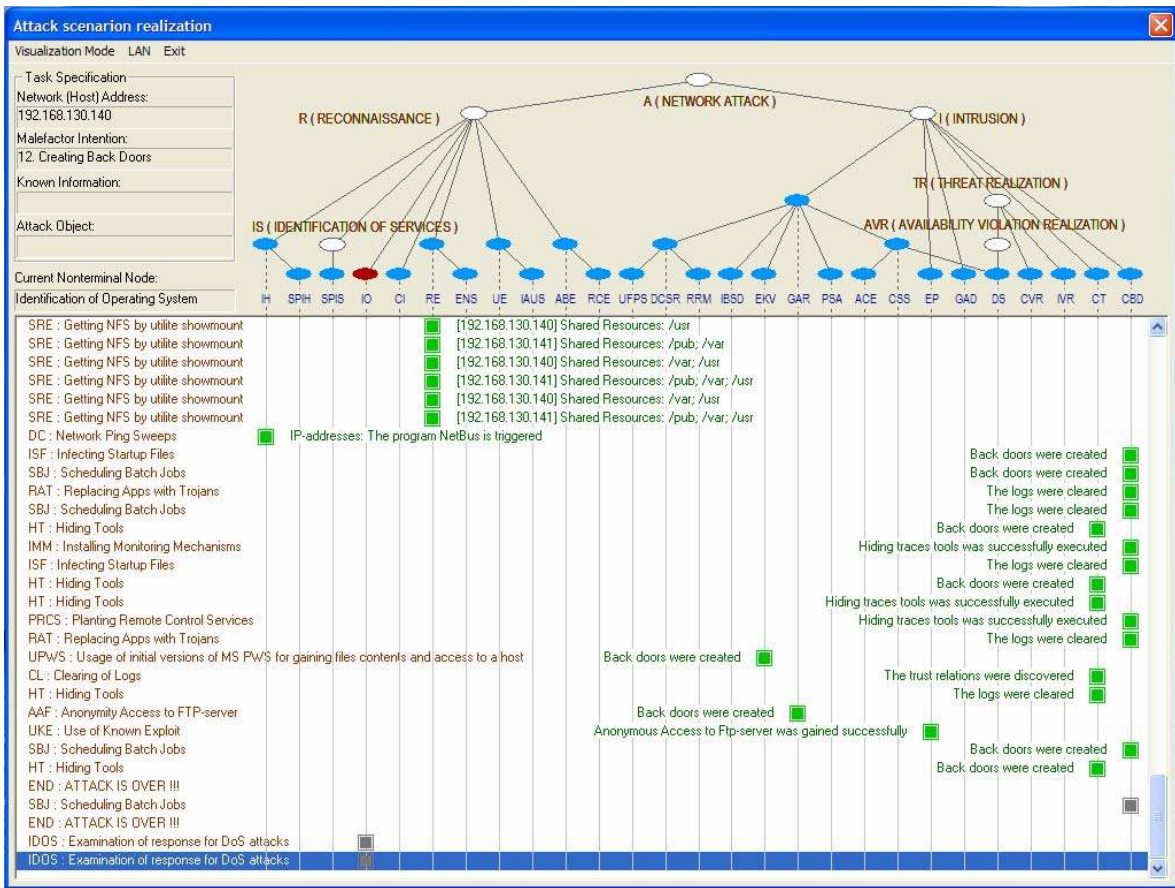 Attack scenarion realization
Visualization Mode LAN Exit
Task Specification
Network (Host) Address:
192.168.130.140
Malefactor Intention:
12. Creating Back Doors
Known Information:
Attack Object:
Current Nonterminal Node:
Identification of Operating System
A ( NETWORK ATTACK )
R ( RECONNAISSANCE )
I ( INTRUSION )
TR ( THREAT REALIZATION )
IS ( IDENTIFICATION OF SERVICES )
AVR ( AVAILABILITY VIOLATION REALIZATION )
IH SPIH SPIS IO CI RE ENS UE IAUS ABE RCE UFPS DCSR RRM IBSD EKV GAR PSA ACE CSS EP GAD DS CVR IVR CT CBD
SRE : Getting NFS by utilite showmount [192.168.130.140] Shared Resources: /usr
SRE : Getting NFS by utilite showmount [192.168.130.141] Shared Resources: /pub; /var
SRE : Getting NFS by utilite showmount [192.168.130.140] Shared Resources: /var; /usr
SRE : Getting NFS by utilite showmount [192.168.130.141] Shared Resources: /pub; /var; /usr
SRE : Getting NFS by utilite showmount [192.168.130.140] Shared Resources: /var; /usr
SRE : Getting NFS by utilite showmount [192.168.130.141] Shared Resources: /pub; /var; /usr
DC : Network Ping Sweeps IP-addresses: The program NetBus is triggered
ISF : Infecting Startup Files Back doors were created
SBJ : Scheduling Batch Jobs Back doors were created
RAT : Replacing Apps with Trojans The logs were cleared
SBJ : Scheduling Batch Jobs The logs were cleared
HT : Hiding Tools Back doors were created
IMM : Installing Monitoring Mechanisms Hiding traces tools was successfully executed
ISF : Infecting Startup Files The logs were cleared
HT : Hiding Tools Back doors were created
HT : Hiding Tools Hiding traces tools was successfully executed
PRCS : Planting Remote Control Services Hiding traces tools was successfully executed
RAT : Replacing Apps with Trojans The logs were cleared
UPWS : Usage of initial versions of MS PWS for gaining files contents and access to a host Back doors were created
CL : Clearing of Logs The trust relations were discovered
HT : Hiding Tools The logs were cleared
AAF : Anonymity Access to FTP-server Back doors were created
UKE : Use of Known Exploit Anonymous Access to Ftp-server was gained successfully
SBJ : Scheduling Batch Jobs Back doors were created
HT : Hiding Tools Back doors were created
END : ATTACK IS OVER !!!
SBJ : Scheduling Batch Jobs
END : ATTACK IS OVER !!!
IDOS : Examination of response for DoS attacks
IDOS : Examination of response for DoS attacks